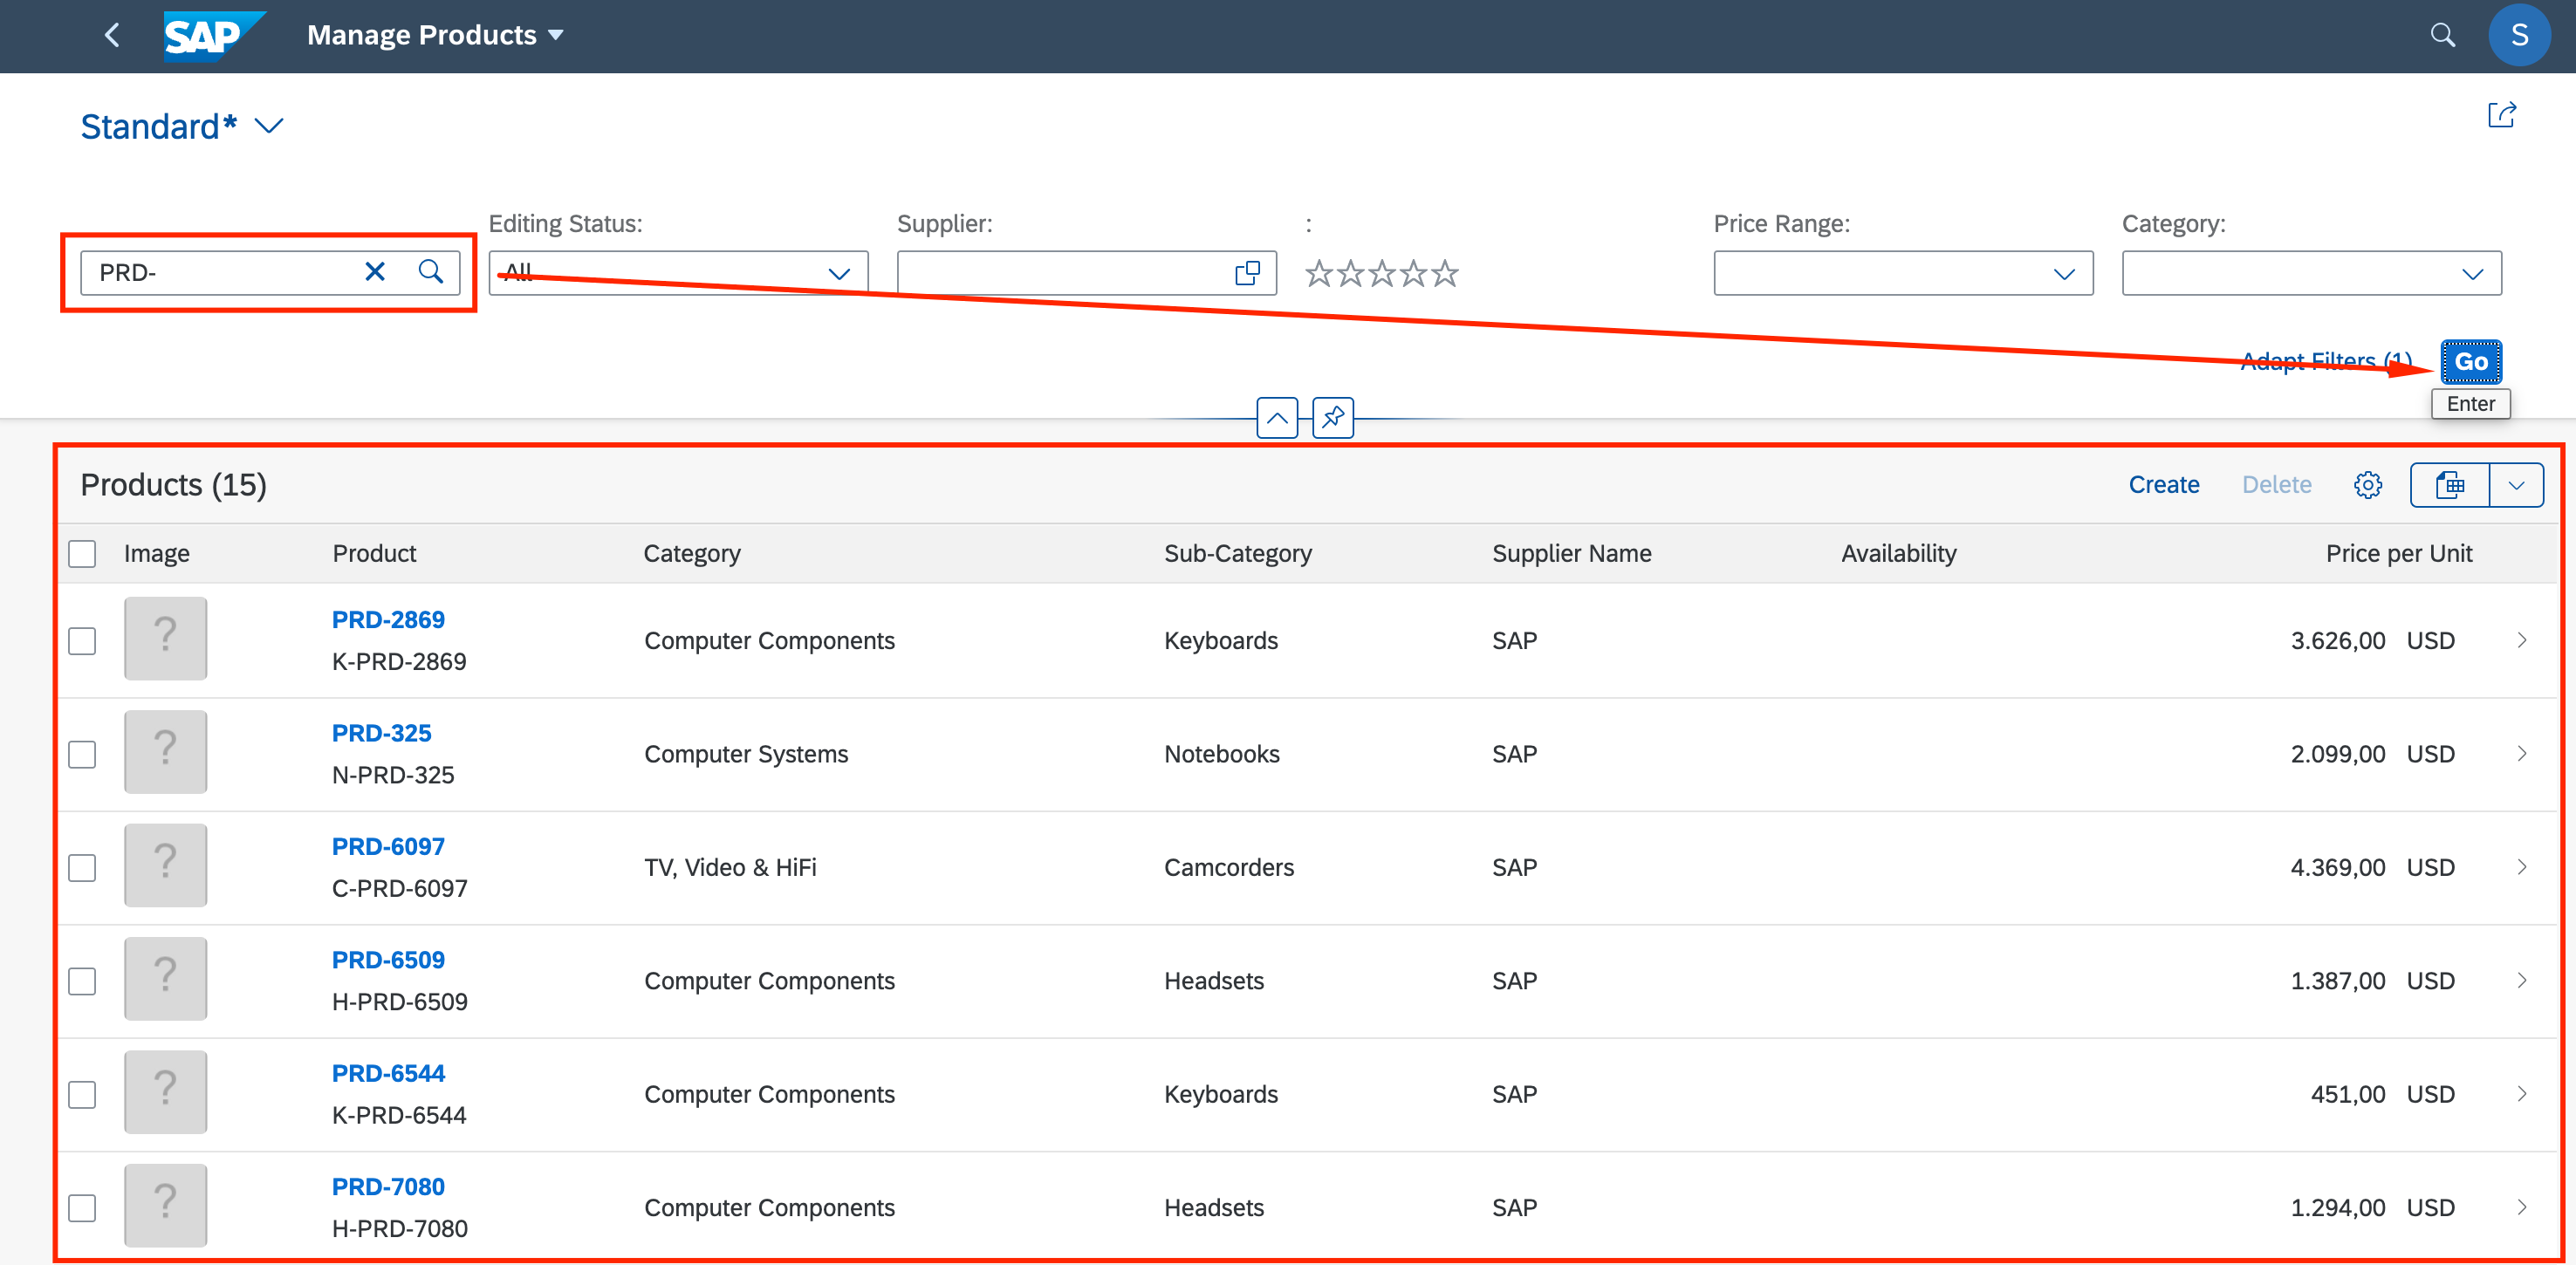 SAP Manage Products S
Standard*
Editing Status: Supplier: : Price Range: Category:
PRD- All
Adapt Filters (1) Go
Enter
Products (15) Create Delete
Image Product Category Sub-Category Supplier Name Availability Price per Unit
PRD-2869
? Computer Components Keyboards SAP 3.626,00 USD
K-PRD-2869
PRD-325
? Computer Systems Notebooks SAP 2.099,00 USD
N-PRD-325
PRD-6097
? TV, Video & HiFi Camcorders SAP 4.369,00 USD
C-PRD-6097
PRD-6509
? Computer Components Headsets SAP 1.387,00 USD
H-PRD-6509
PRD-6544
? Computer Components Keyboards SAP 451,00 USD
K-PRD-6544
PRD-7080
? Computer Components Headsets SAP 1.294,00 USD
H-PRD-7080